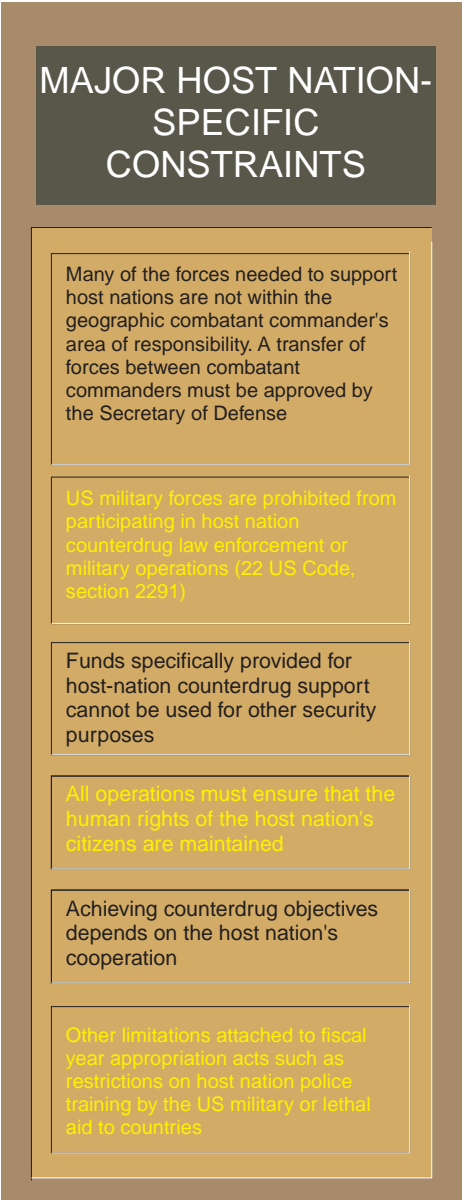 MAJOR HOST NATION-
SPECIFIC
CONSTRAINTS
Many of the forces needed to support
host nations are not within the
geographic combatant commander's
area of responsibility. A transfer of
forces between combatant
commanders must be approved by
the Secretary of Defense
US military forces are prohibited from
participating in host nation
counterdrug law enforcement or
military operations (22 US Code,
section 2291)
Funds specifically provided for
host-nation counterdrug support
cannot be used for other security
purposes
All operations must ensure that the
human rights of the host nation's
citizens are maintained
Achieving counterdrug objectives
depends on the host nation's
cooperation
Other limitations attached to fiscal
year appropriation acts such as
restrictions on host nation police
training by the US military or lethal
aid to countries